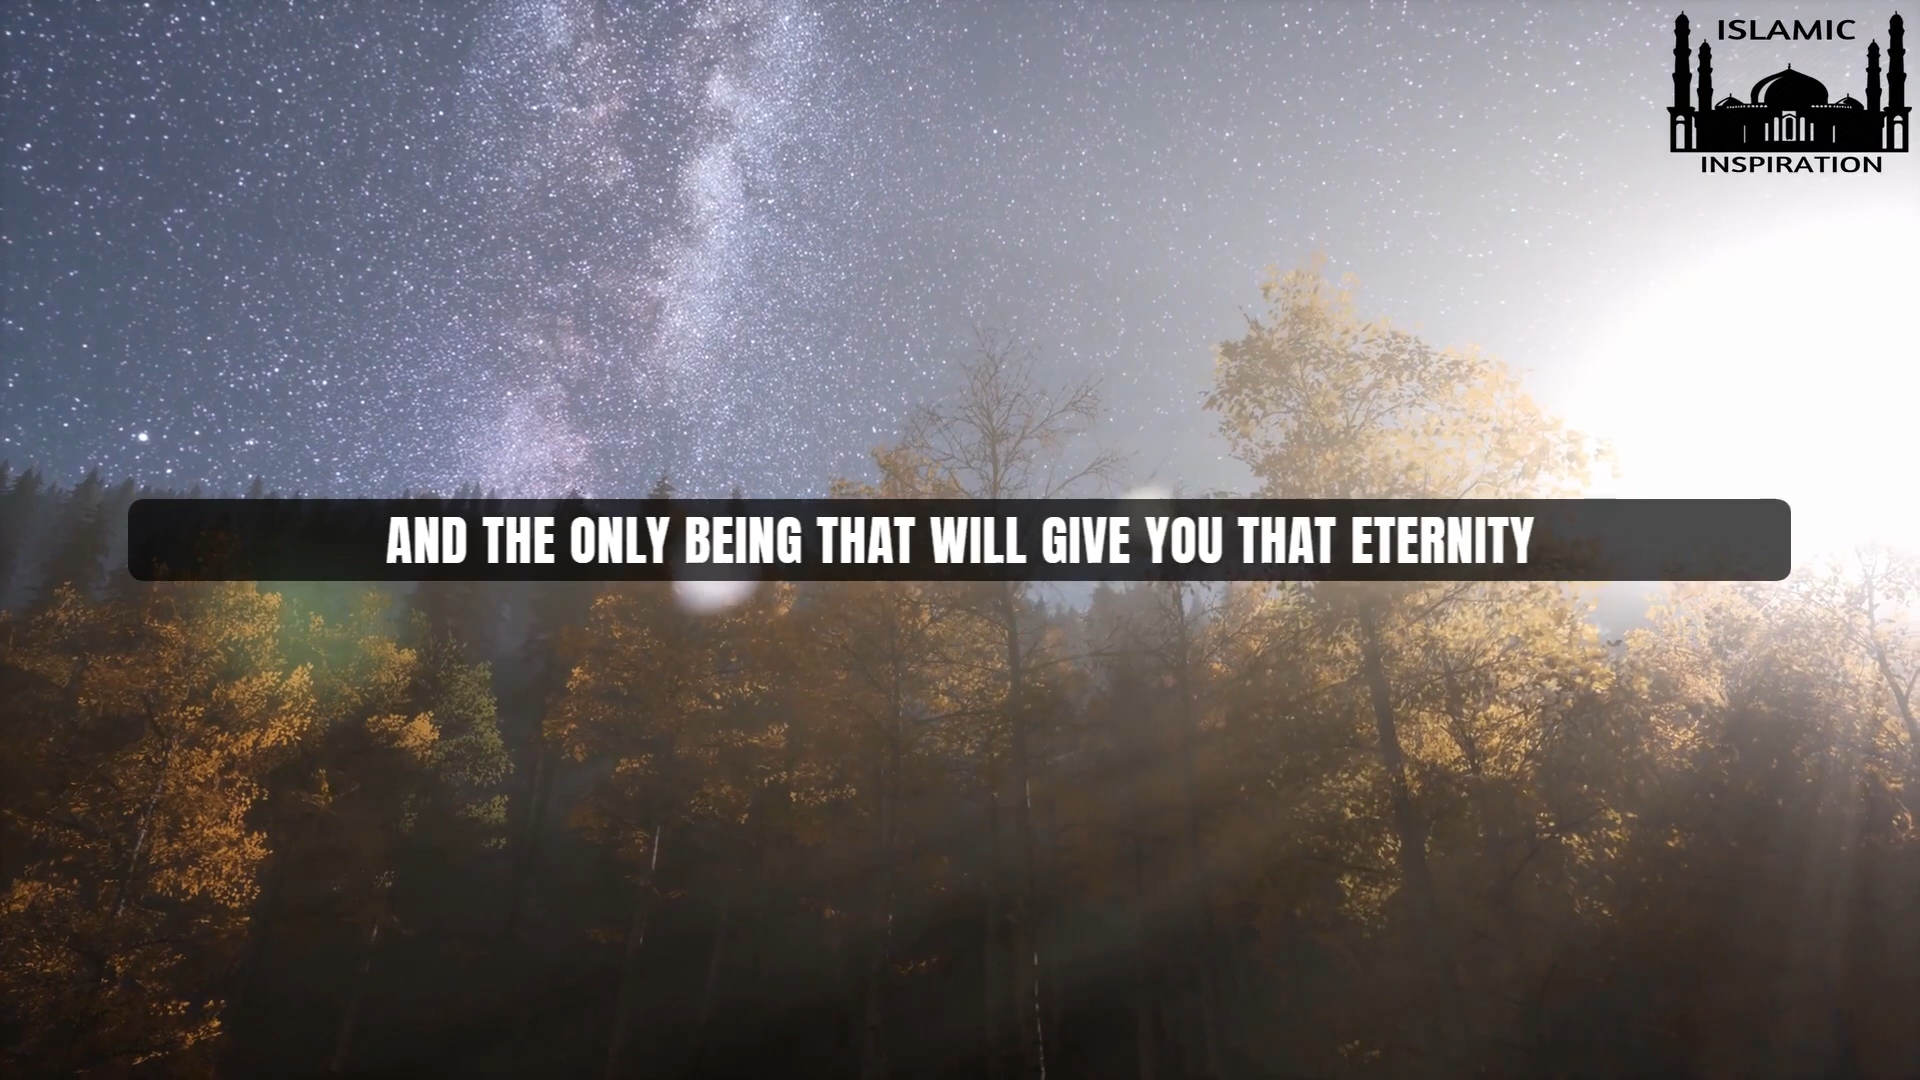 ISLAMIC
INSPIRATION
AND THE ONLY BEING THAT WILL GIVE YOU THAT ETERNITY